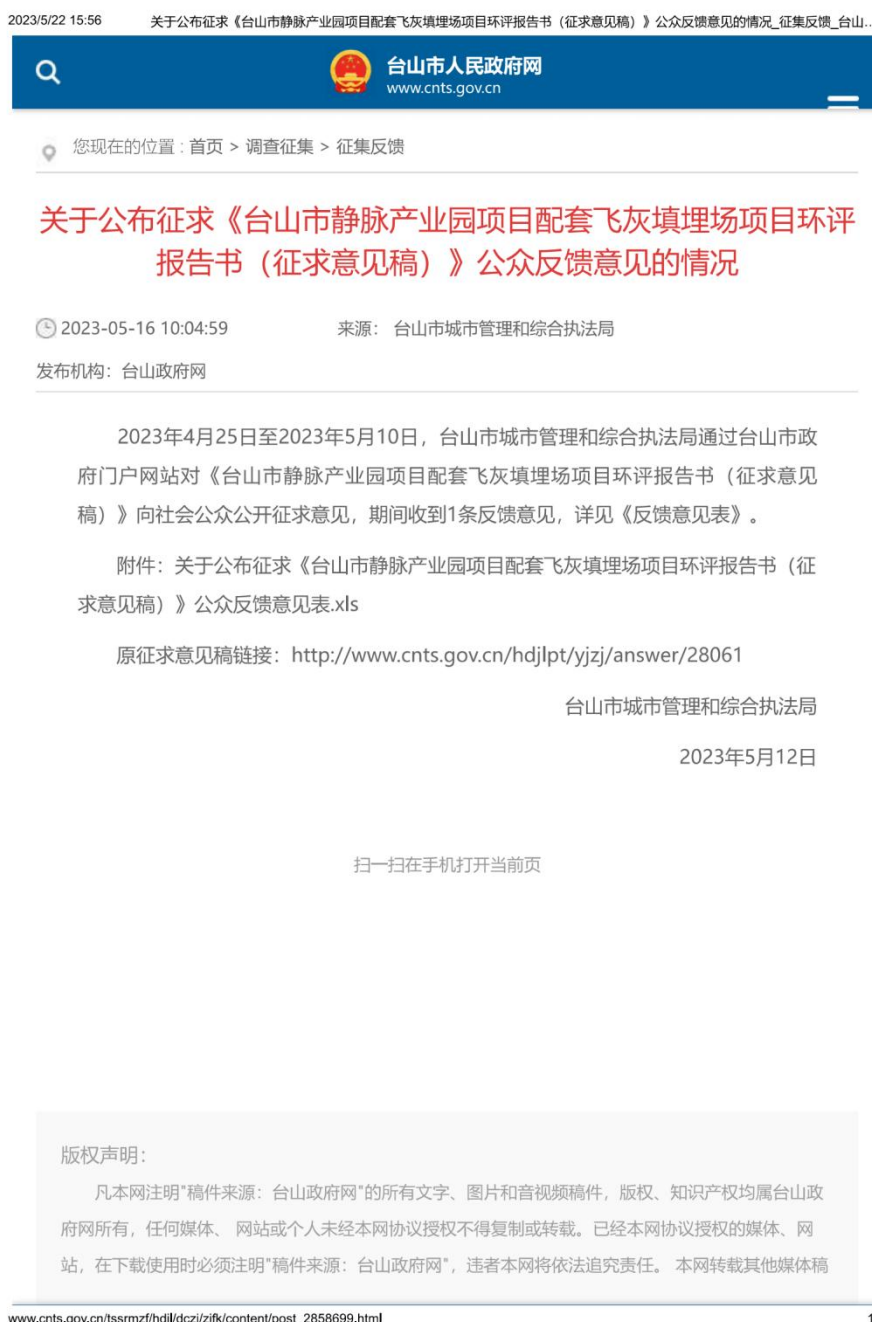 2023/5/22 15:56 关于公布征求《台山市静脉产业园项目配套飞灰填埋场项目环评报告书（征求意见稿）》公众反馈意见的情况_征集反馈_台山…
台山市人民政府网
www.cnts.gov.cn
您现在的位置 : 首页 > 调查征集 > 征集反馈
关于公布征求《台山市静脉产业园项目配套飞灰填埋场项目环评
报告书（征求意见稿）》公众反馈意见的情况
2023-05-16 10:04:59 来源： 台山市城市管理和综合执法局
发布机构：台山政府网
2023年4月25日至2023年5月10日，台山市城市管理和综合执法局通过台山市政
府门户网站对《台山市静脉产业园项目配套飞灰填埋场项目环评报告书（征求意见
稿）》向社会公众公开征求意见，期间收到1条反馈意见，详见《反馈意见表》。
附件：关于公布征求《台山市静脉产业园项目配套飞灰填埋场项目环评报告书（征
求意见稿）》公众反馈意见表.xls
原征求意见稿链接：http://www.cnts.gov.cn/hdjlpt/yjzj/answer/28061
台山市城市管理和综合执法局
2023年5月12日
扫一扫在手机打开当前页
版权声明：
凡本网注明"稿件来源：台山政府网"的所有文字、图片和音视频稿件，版权、知识产权均属台山政
府网所有，任何媒体、 网站或个人未经本网协议授权不得复制或转载。已经本网协议授权的媒体、网
站，在下载使用时必须注明"稿件来源：台山政府网"，违者本网将依法追究责任。 本网转载其他媒体稿
www.cnts.gov.cn/tssrmzf/hdjl/dczj/zjfk/content/post_2858699.html 1